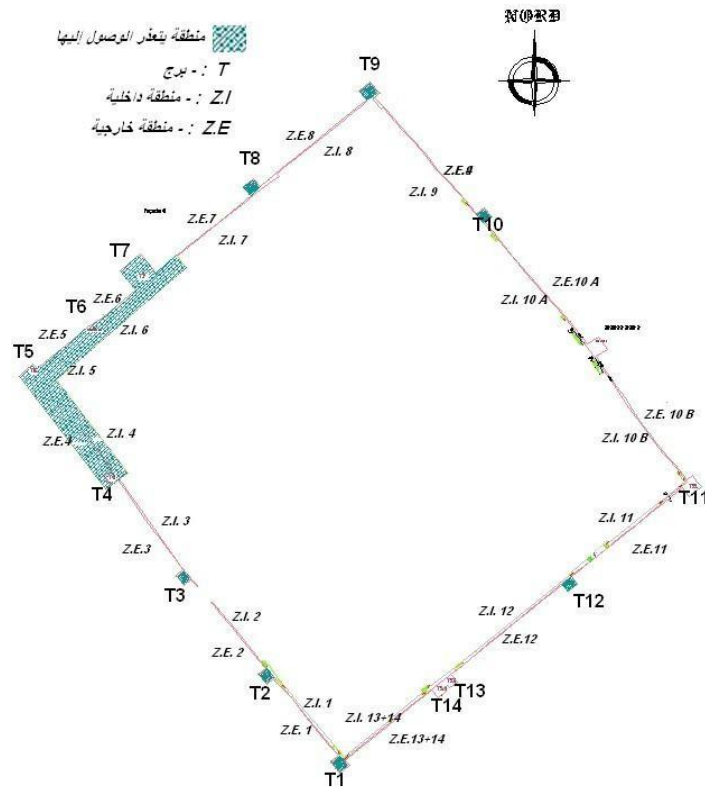 NORD
منطقة يتعذر الوصول إليها
T : - برج
Z.I : - منطقة داخلية
Z.E : - منطقة خارجية
T9
Z.E.8
Z.I. 8
T8
Z.I. 9
T10
Z.E.7
Z.I. 7
T7
Z.E.6
Z.I. 6
Z.E.10 A
Z.I. 10 A
T6
Z.E.5
T5
Z.I. 5
Z.E.4
Z.I. 4
Z.E. 10 B
Z.I. 10 B
T4
T11
Z.I. 3
Z.E.3
Z.I. 11
Z.E.11
T3
T12
Z.I. 2
Z.E. 2
Z.I. 12
Z.E.12
T2
T13
T14
Z.I. 1
Z.E. 1
Z.I. 13+14
Z.E.13+14
T1